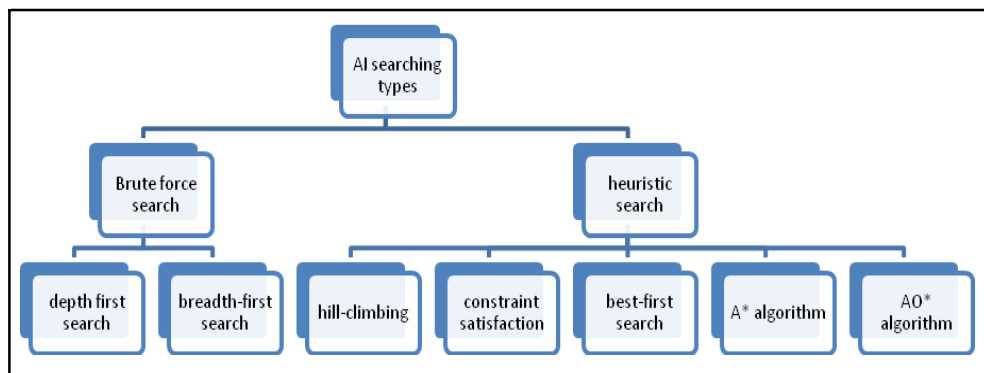 AI searching
types
Brute force
search
heuristic
search
depth first
search
breadth-first
search
hill-climbing
constraint
satisfaction
best-first
search
A* algorithm
AO*
algorithm